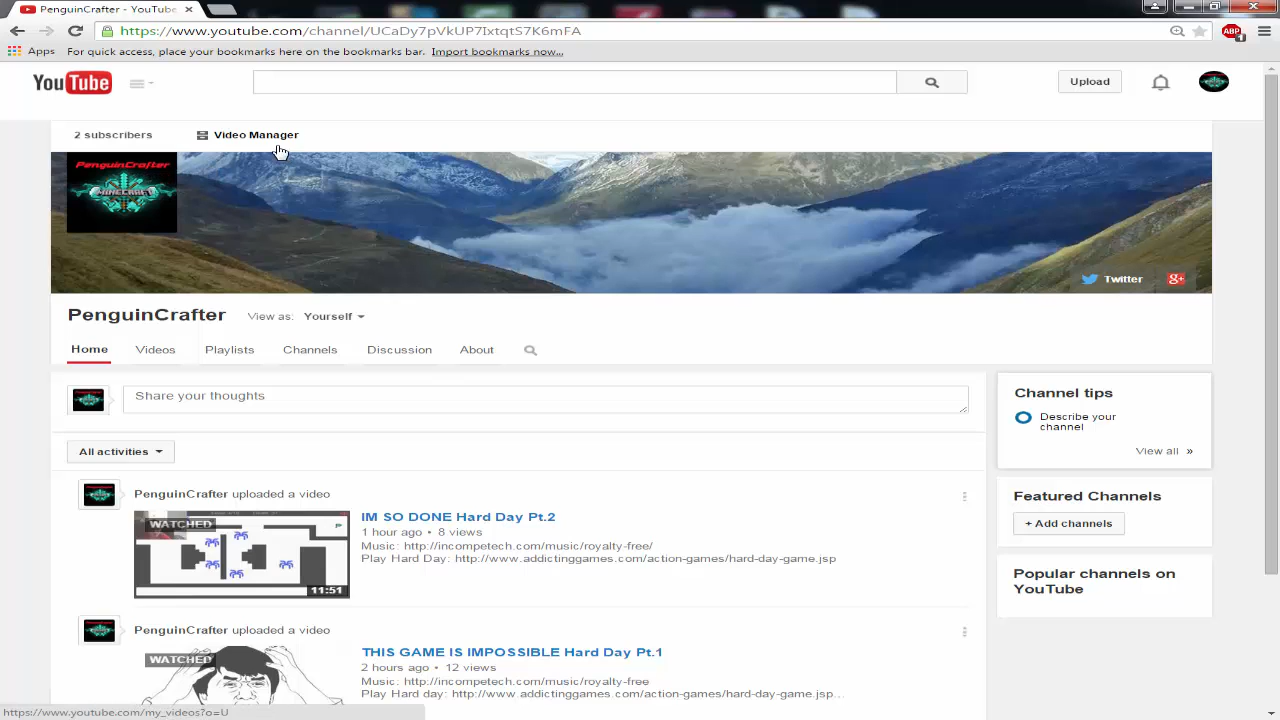 PenguinCrafter - YouTube
https://www.youtube.com/channel/UCaDy7pVkUP7IxtqtS7K6mFA
ABP
1
Apps For quick access, place your bookmarks here on the bookmarks bar. Import bookmarks now...
YouTube
Upload
2 subscribers Video Manager
PenguinCrafter
MINECRAFT
Twitter
g+
PenguinCrafter View as: Yourself
Home Videos Playlists Channels Discussion About
Share your thoughts
Channel tips
Describe your
channel
View all »
All activities
Featured Channels
+ Add channels
Popular channels on
YouTube
PenguinCrafter uploaded a video
WATCHED
11:51
IM SO DONE Hard Day Pt.2
1 hour ago • 8 views
Music: http://incompetech.com/music/royalty-free/
Play Hard Day: http://www.addictinggames.com/action-games/hard-day-game.jsp
PenguinCrafter uploaded a video
WATCHED
THIS GAME IS IMPOSSIBLE Hard Day Pt.1
2 hours ago • 12 views
Music: http://incompetech.com/music/royalty-free
Play Hard day: http://www.addictinggames.com/action-games/hard-day-game.jsp...
https://www.youtube.com/my_videos?o=U